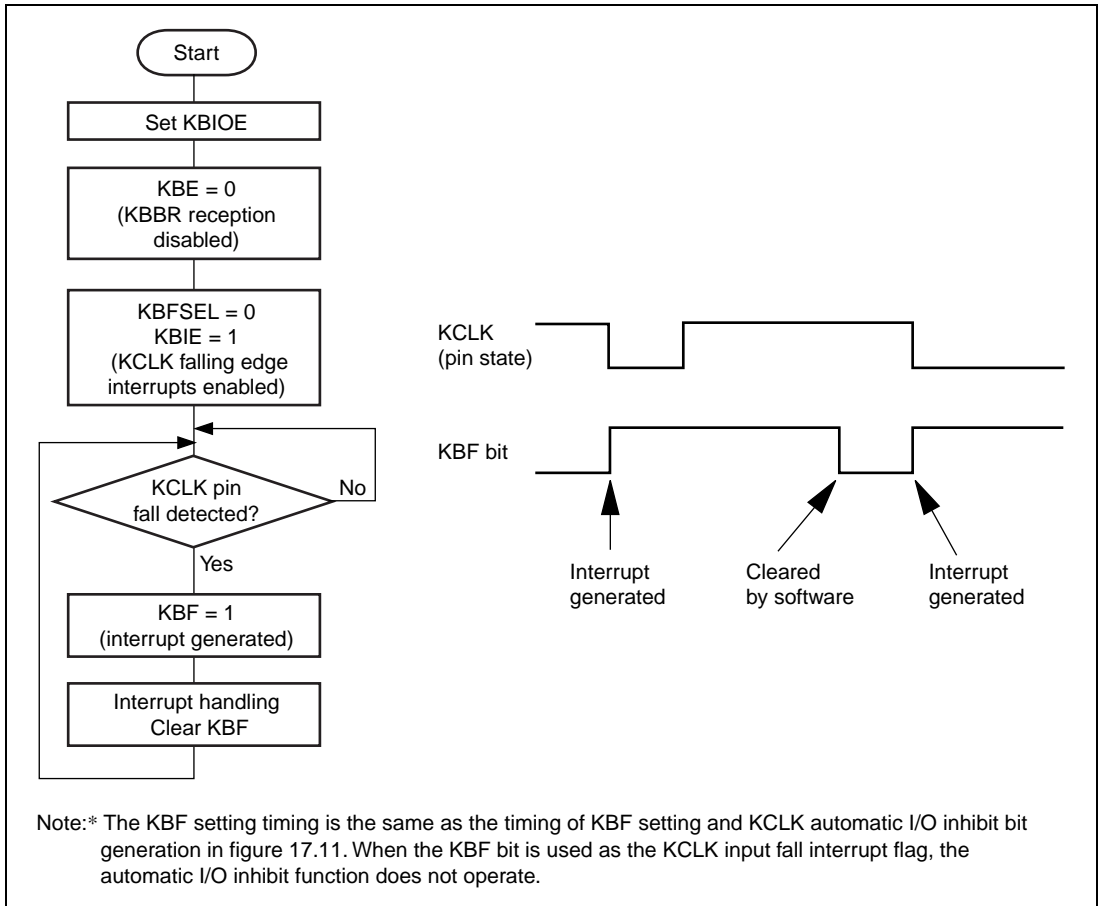 Start
Set KBIOE
KBE = 0
(KBBR reception
disabled)
KBFSEL = 0
KBIE = 1
(KCLK falling edge
interrupts enabled)
KCLK pin
fall detected?
No
Yes
KBF = 1
(interrupt generated)
Interrupt handling
Clear KBF
KCLK
(pin state)
KBF bit
Interrupt
generated
Cleared
by software
Interrupt
generated
Note:* The KBF setting timing is the same as the timing of KBF setting and KCLK automatic I/O inhibit bit
generation in figure 17.11. When the KBF bit is used as the KCLK input fall interrupt flag, the
automatic I/O inhibit function does not operate.